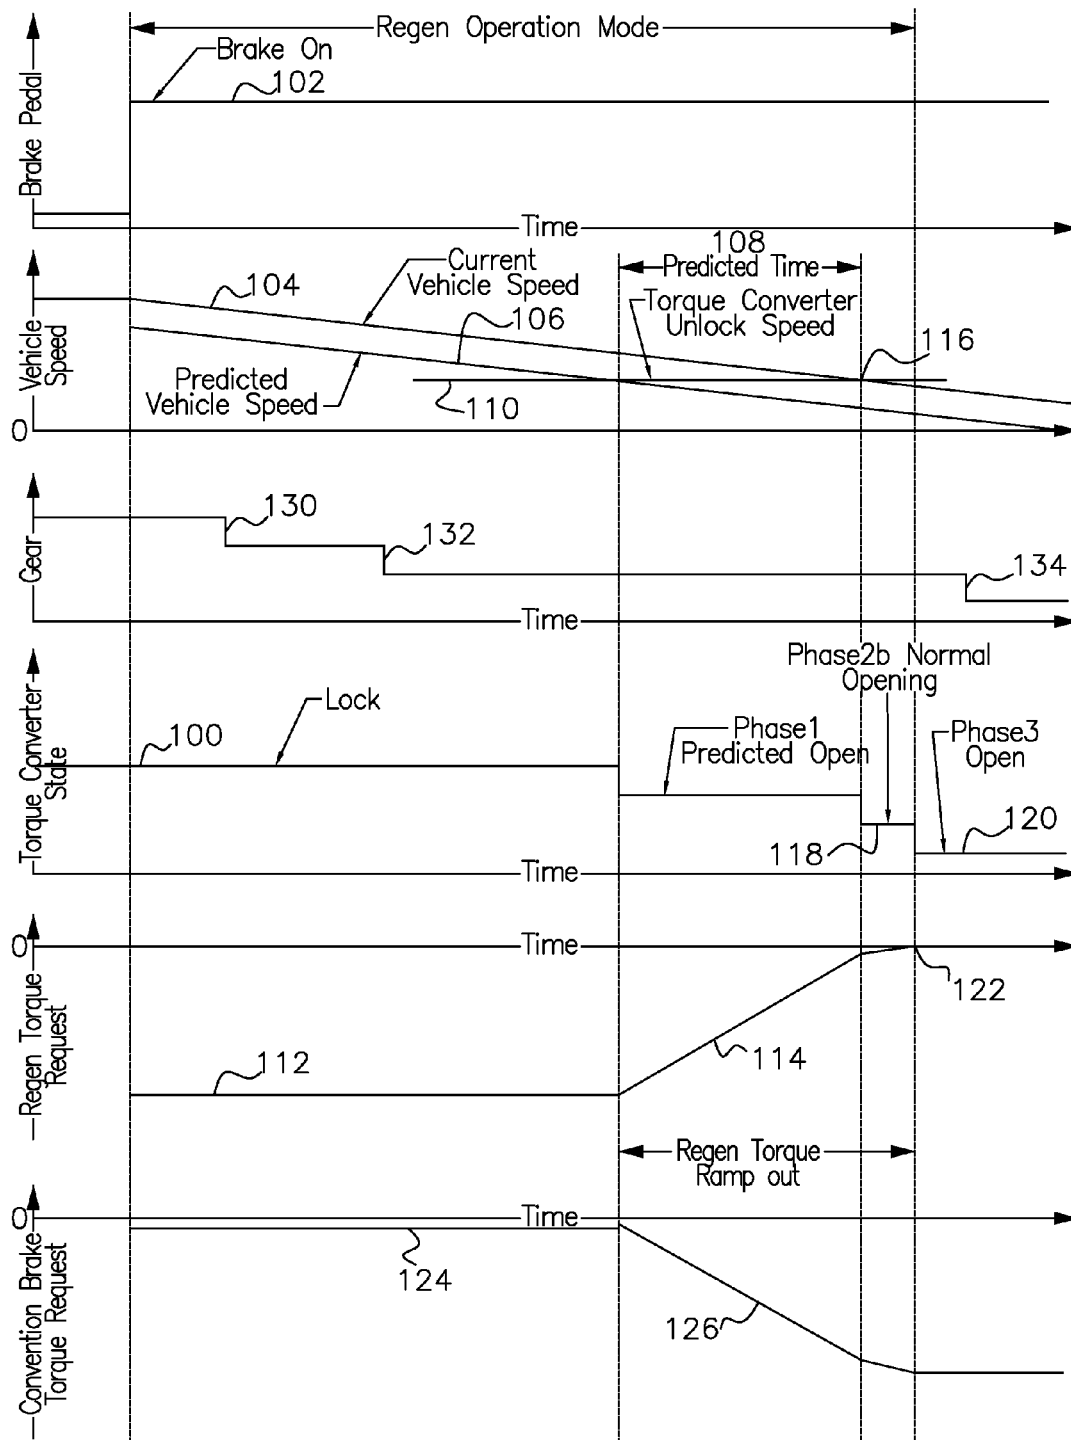 Regen Operation Mode
Brake On
102
Brake Pedal
Time
108
Predicted Time
Current
Vehicle Speed
104
106
Torque Converter
Unlock Speed
116
Predicted
Vehicle Speed
110
Vehicle
Speed
0
130
132
134
Gear
Time
Phase2b Normal
Opening
Lock
100
Phase1
Predicted Open
Phase3
Open
118
120
Torque Converter
State
Time
0
Time
122
112
114
Regen Torque
Request
Regen Torque
Ramp out
0
Time
124
126
Convention Brake
Torque Request